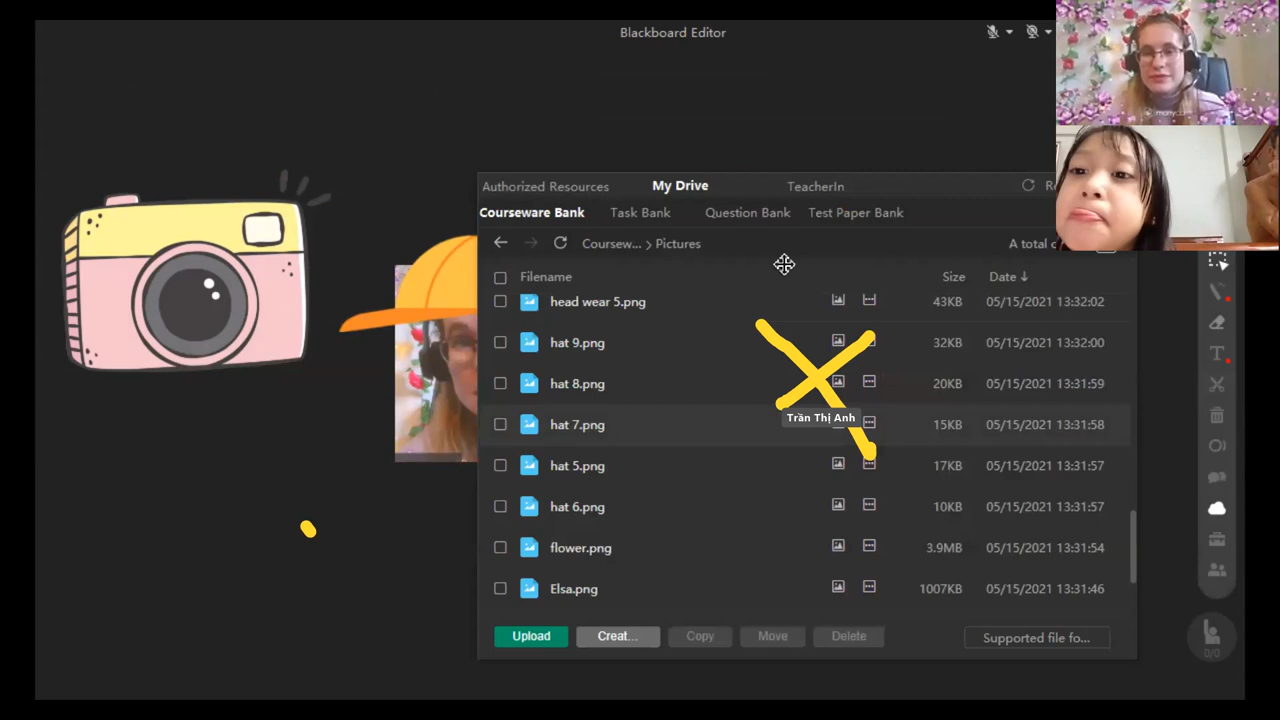 Blackboard Editor
Authorized Resources My Drive TeacherIn
Courseware Bank Task Bank Question Bank Test Paper Bank
Coursew... > Pictures A total
Filename Size Date ↓
head wear 5.png 43KB 05/15/2021 13:32:02
hat 9.png 32KB 05/15/2021 13:32:00
hat 8.png 20KB 05/15/2021 13:31:59
Trần Thị Anh
hat 7.png 15KB 05/15/2021 13:31:58
hat 5.png 17KB 05/15/2021 13:31:57
hat 6.png 10KB 05/15/2021 13:31:57
flower.png 3.9MB 05/15/2021 13:31:54
Elsa.png 1007KB 05/15/2021 13:31:46
Upload Creat... Copy Move Delete Supported file fo...
0/0